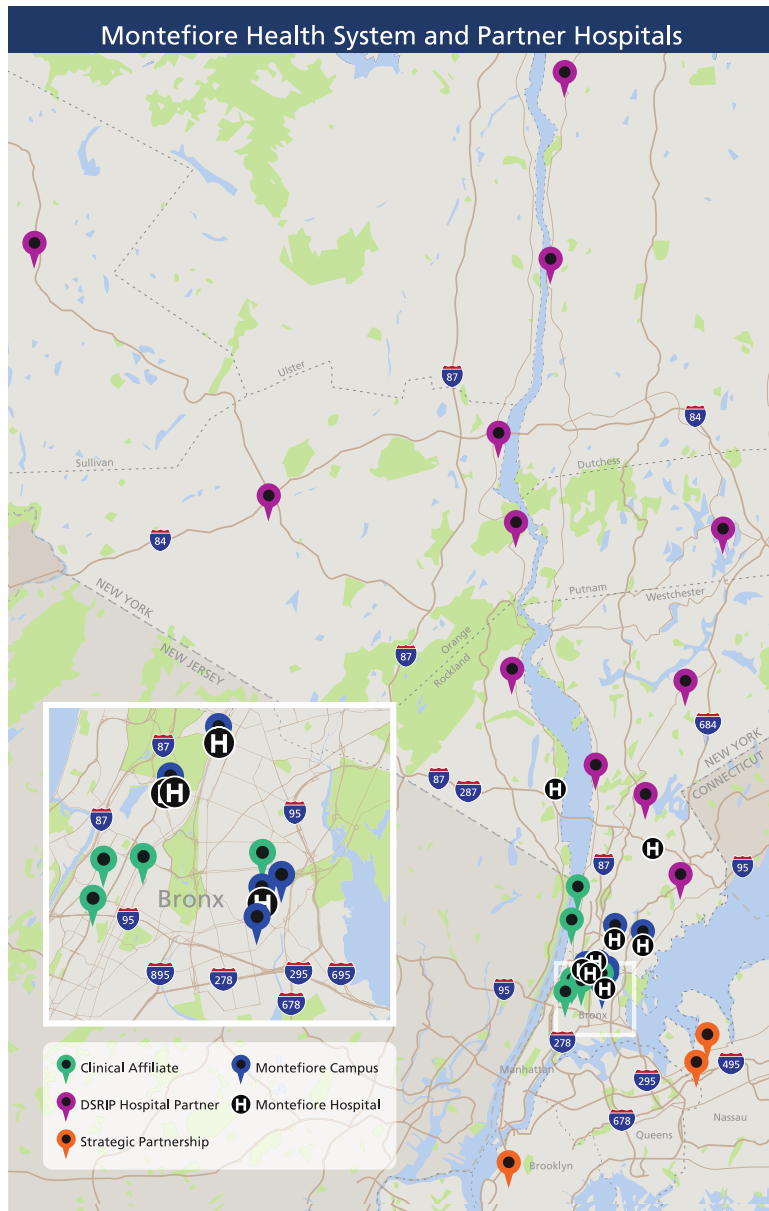 Montefiore Health System and Partner Hospitals
Ulster
87
84
Sullivan
Dutchess
84
Putnam
Westchester
NEW YORK
NEW JERSEY
Orange
Rockland
87
684
NEW YORK
CONNECTICUT
87
287
H
H
87
95
H
H
H
H
H
H
95
Bronx
278
Manhattan
495
295
678
Nassau
Queens
Brooklyn
H
87
H
87
95
Bronx
H
95
895
278
295
695
678
Clinical Affiliate
Montefiore Campus
DSRIP Hospital Partner
H Montefiore Hospital
Strategic Partnership